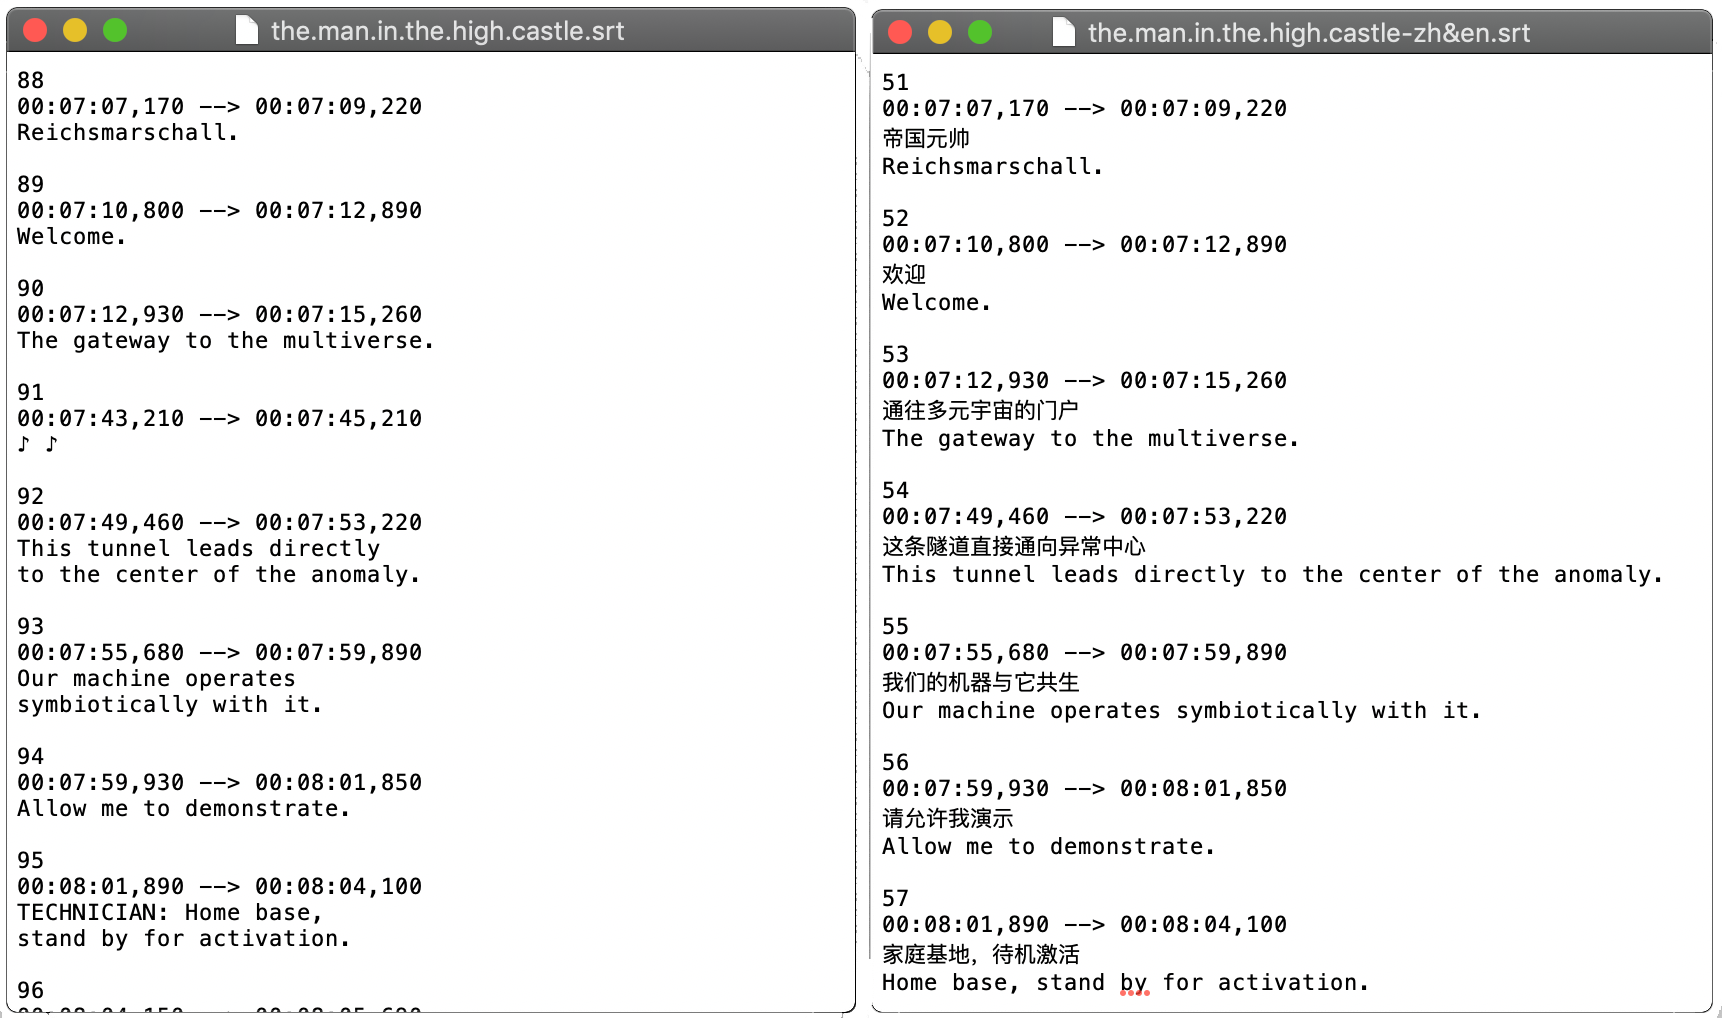 the.man.in.the.high.castle.srt
88
00:07:07,170 --> 00:07:09,220
Reichsmarschall.
89
00:07:10,800 --> 00:07:12,890
Welcome.
90
00:07:12,930 --> 00:07:15,260
The gateway to the multiverse.
91
00:07:43,210 --> 00:07:45,210
♪ ♪
92
00:07:49,460 --> 00:07:53,220
This tunnel leads directly
to the center of the anomaly.
93
00:07:55,680 --> 00:07:59,890
Our machine operates
symbiotically with it.
94
00:07:59,930 --> 00:08:01,850
Allow me to demonstrate.
95
00:08:01,890 --> 00:08:04,100
TECHNICIAN: Home base,
stand by for activation.
96
the.man.in.the.high.castle-zh&en.srt
51
00:07:07,170 --> 00:07:09,220
帝国元帅
Reichsmarschall.
52
00:07:10,800 --> 00:07:12,890
欢迎
Welcome.
53
00:07:12,930 --> 00:07:15,260
通往多元宇宙的门户
The gateway to the multiverse.
54
00:07:49,460 --> 00:07:53,220
这条隧道直接通向异常中心
This tunnel leads directly to the center of the anomaly.
55
00:07:55,680 --> 00:07:59,890
我们的机器与它共生
Our machine operates symbiotically with it.
56
00:07:59,930 --> 00:08:01,850
请允许我演示
Allow me to demonstrate.
57
00:08:01,890 --> 00:08:04,100
家庭基地，待机激活
Home base, stand by for activation.